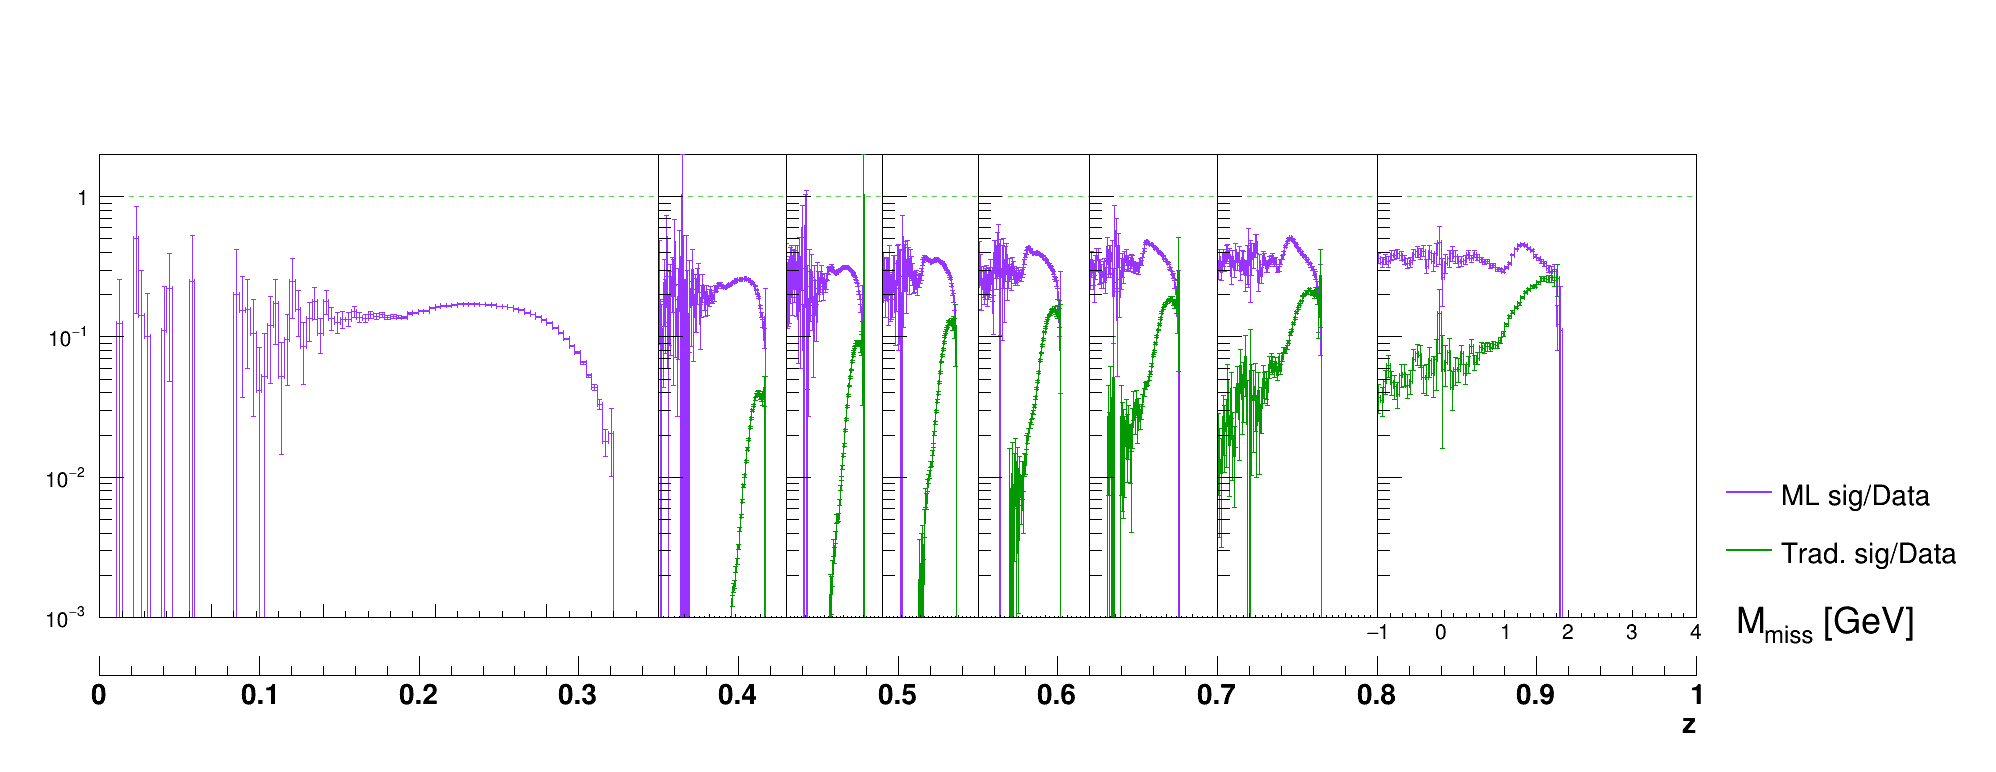 1
10⁻¹
10⁻²
10⁻³
ML sig/Data
Trad. sig/Data
−1 0 1 2 3 4
M_miss [GeV]
0 0.1 0.2 0.3 0.4 0.5 0.6 0.7 0.8 0.9 1
z